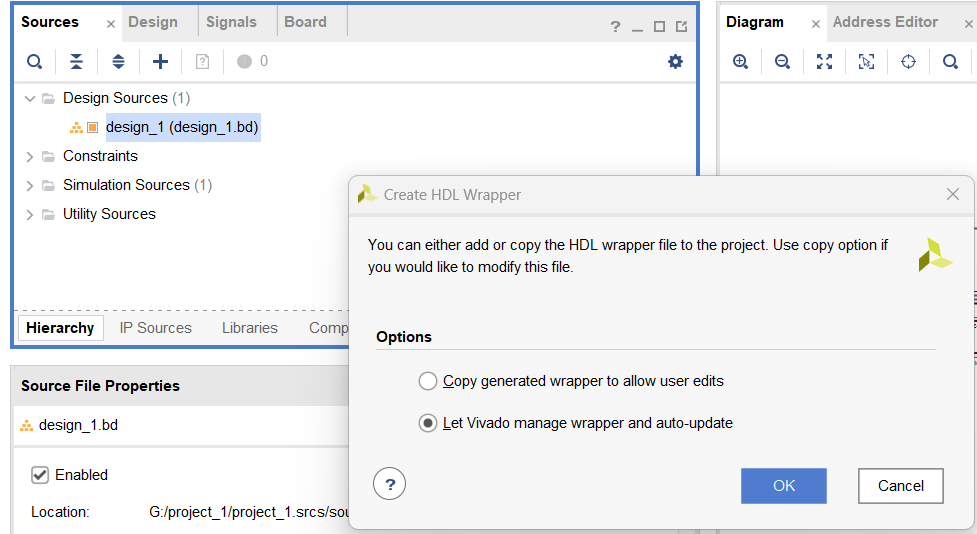 Sources × Design Signals Board
Diagram × Address Editor ×
? 0
Design Sources (1)
design_1 (design_1.bd)
Constraints
Simulation Sources (1)
Utility Sources
Hierarchy IP Sources Libraries
Source File Properties
design_1.bd
Enabled
Location: G:/project_1/project_1.srcs/
Create HDL Wrapper
You can either add or copy the HDL wrapper file to the project. Use copy option if
you would like to modify this file.
Options
Copy generated wrapper to allow user edits
Let Vivado manage wrapper and auto-update
? OK Cancel